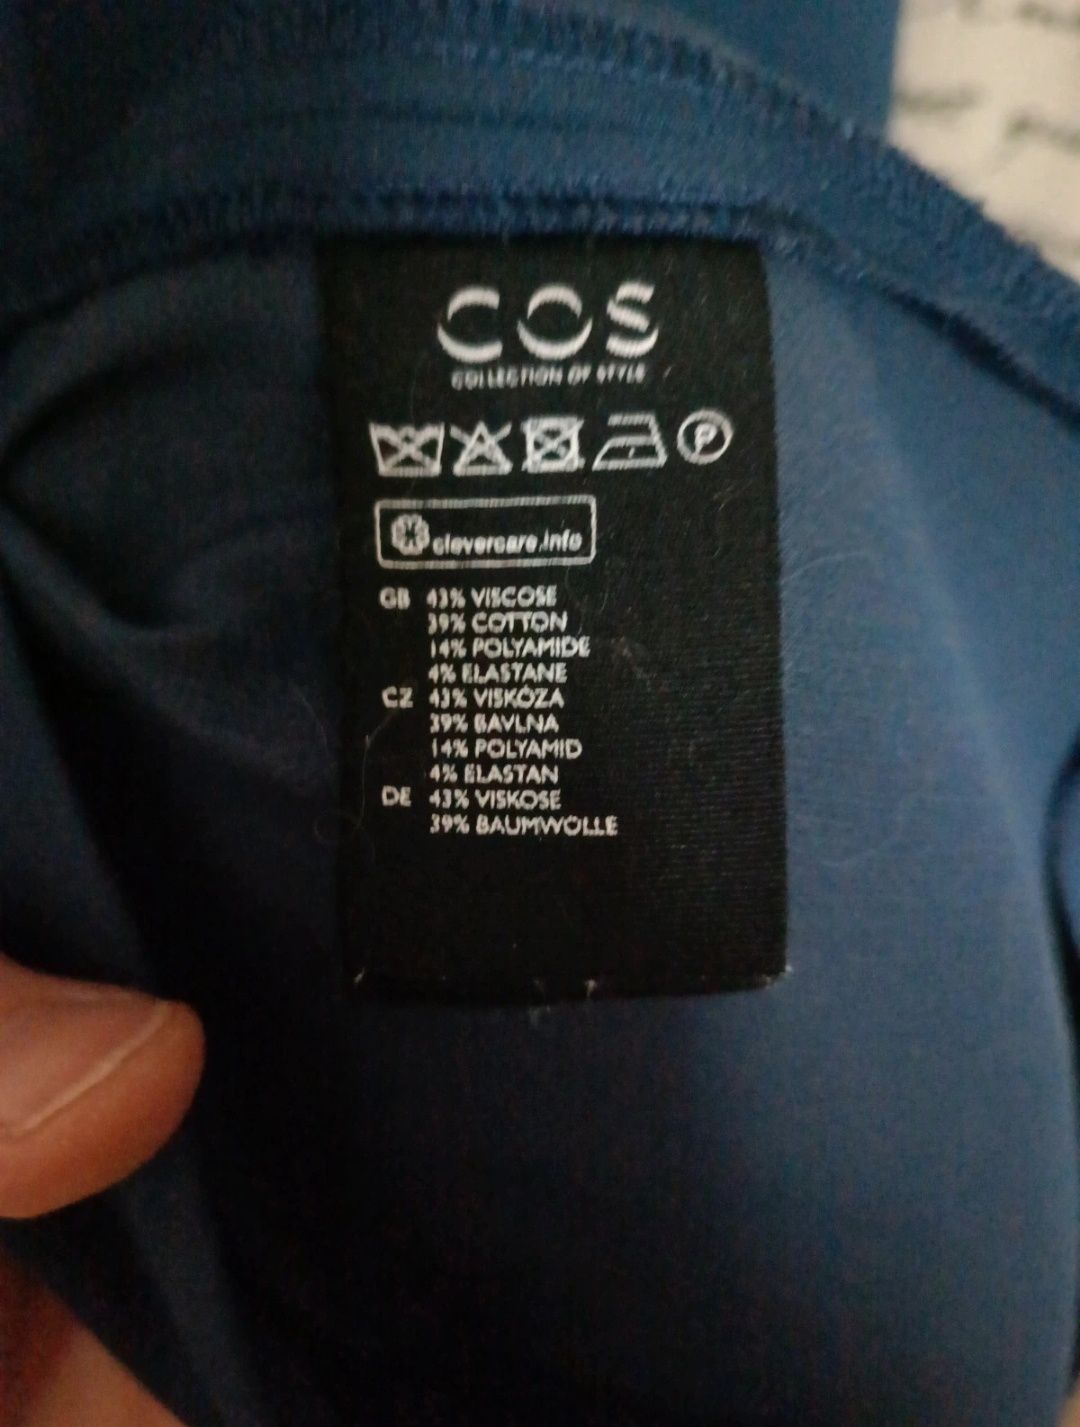 COS
COLLECTION OF STYLE
P
clevercare.info
GB 43% VISCOSE
39% COTTON
14% POLYAMIDE
4% ELASTANE
CZ 43% VISKÓZA
39% BAVLNA
14% POLYAMID
4% ELASTAN
DE 43% VISKOSE
39% BAUMWOLLE